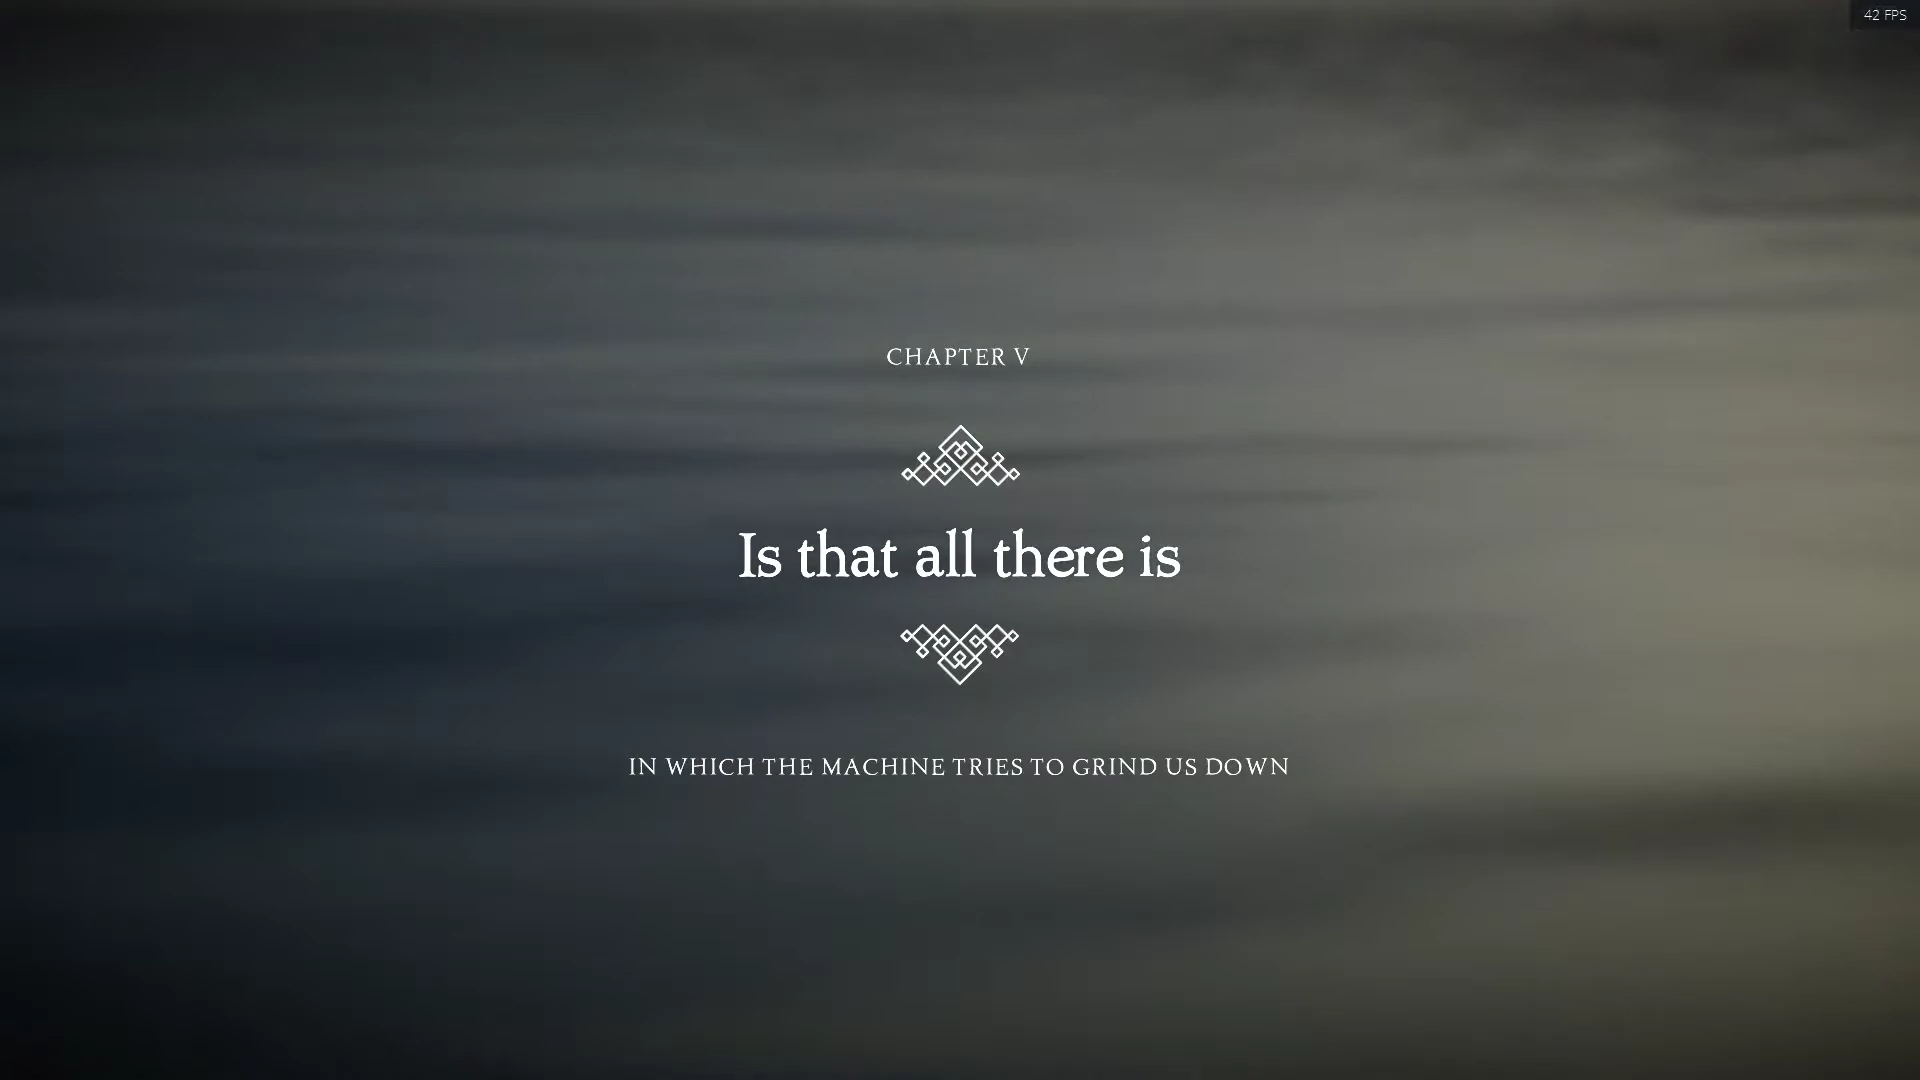 42 FPS
CHAPTER V
Is that all there is
IN WHICH THE MACHINE TRIES TO GRIND US DOWN